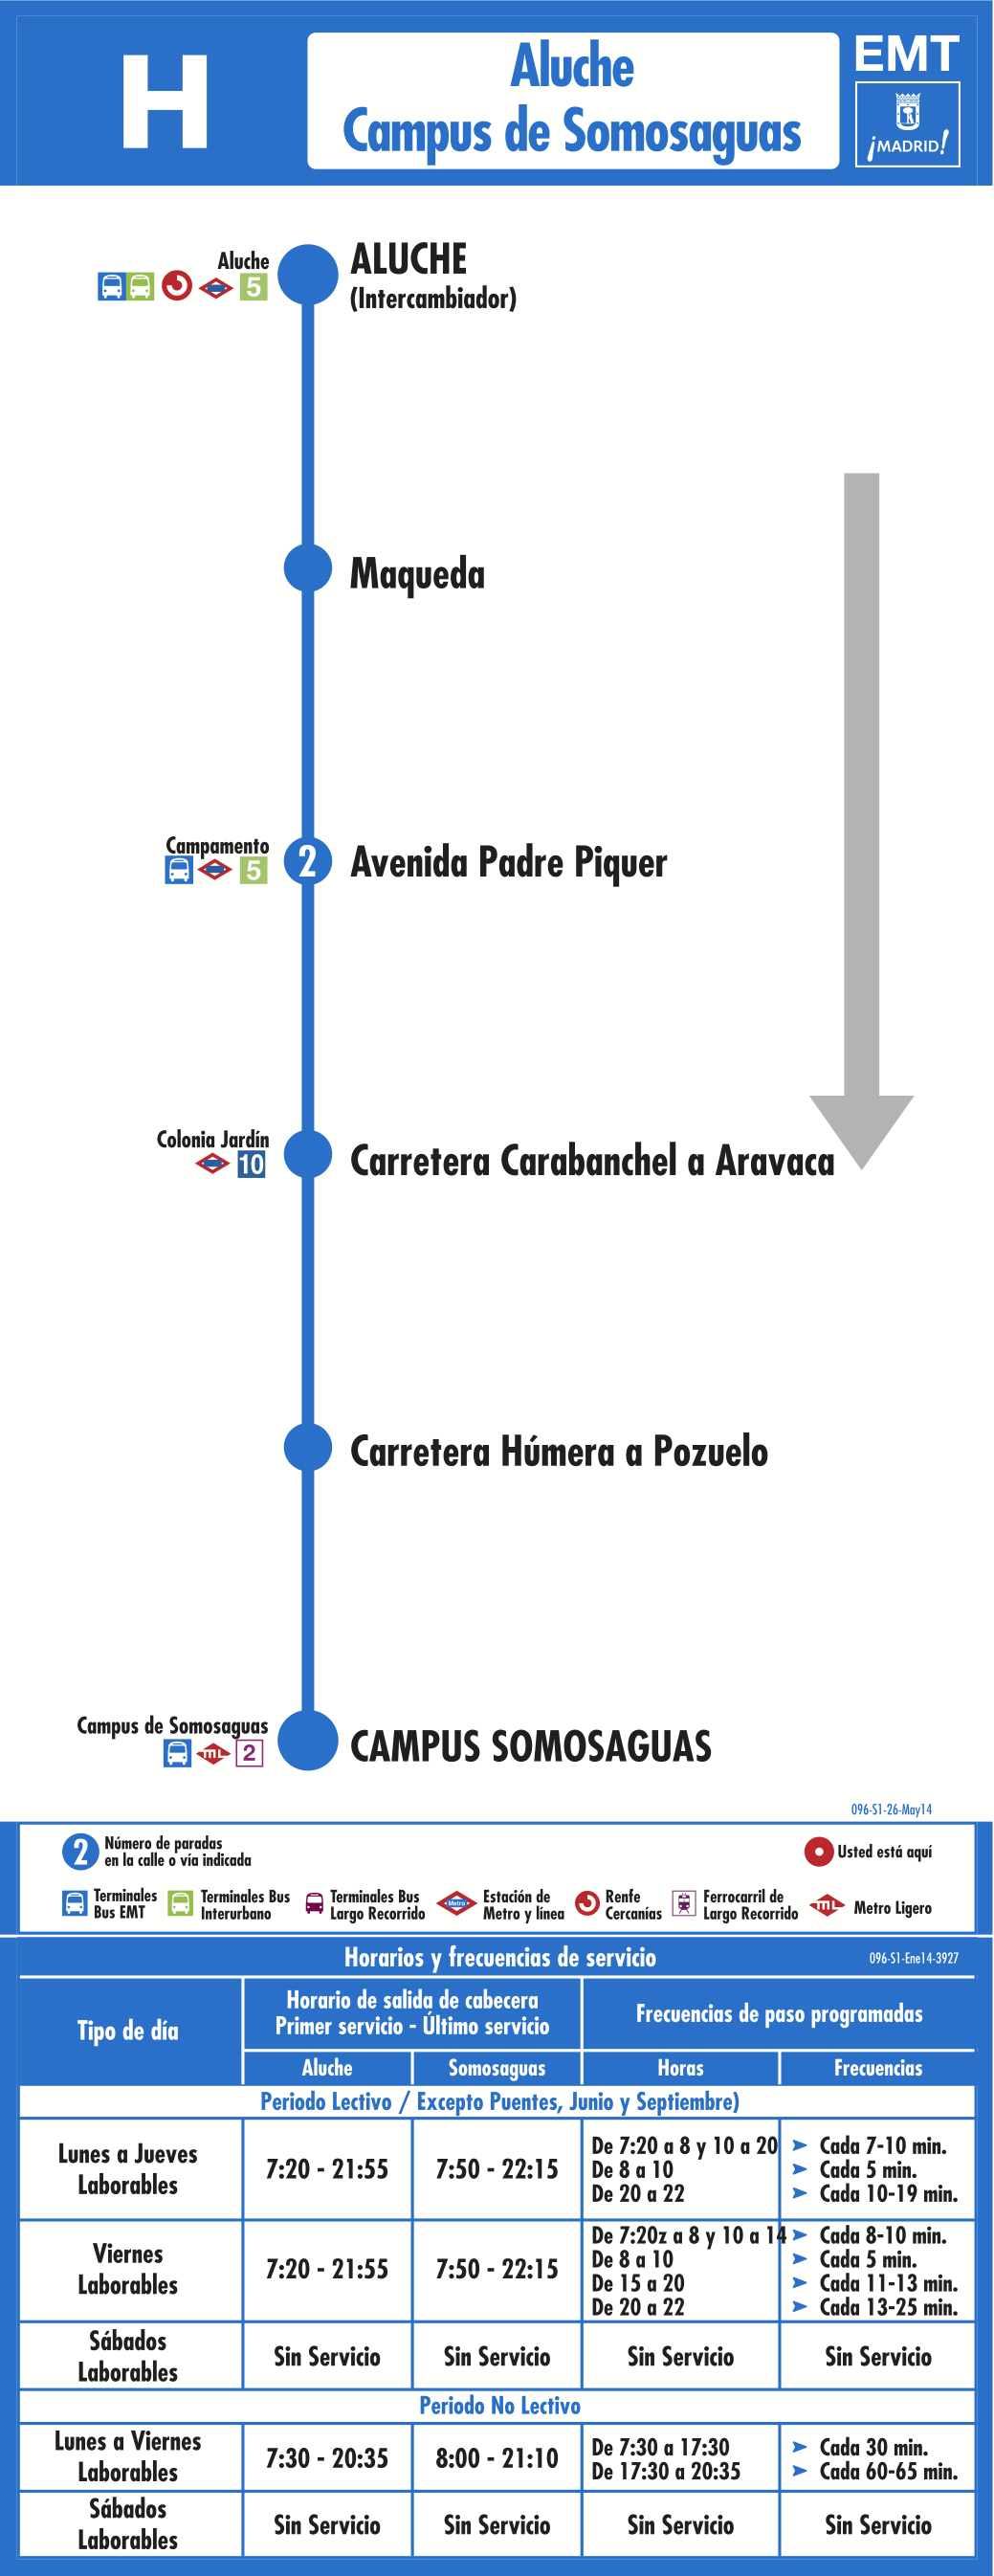 H
Aluche
Campus de Somosaguas
EMT
¡MADRID!
Aluche
5
ALUCHE
(Intercambiador)
Maqueda
Campamento
5
2
Avenida Padre Piquer
Colonia Jardín
10
Carretera Carabanchel a Aravaca
Carretera Húmera a Pozuelo
Campus de Somosaguas
mL
2
CAMPUS SOMOSAGUAS
096-S1-26-May14
2
Número de paradas
en la calle o vía indicada
Usted está aquí
Terminales
Bus EMT
Terminales Bus
Interurbano
Terminales Bus
Largo Recorrido
Metro
Estación de
Metro y línea
Renfe
Cercanías
Ferrocarril de
Largo Recorrido
mL
Metro Ligero
Horarios y frecuencias de servicio
096-S1-Ene14-3927
Tipo de día
Horario de salida de cabecera
Primer servicio - Último servicio
Frecuencias de paso programadas
Aluche
Somosaguas
Horas
Frecuencias
Periodo Lectivo / Excepto Puentes, Junio y Septiembre)
Lunes a Jueves
Laborables
7:20 - 21:55
7:50 - 22:15
De 7:20 a 8 y 10 a 20 ➤ Cada 7-10 min.
De 8 a 10 ➤ Cada 5 min.
De 20 a 22 ➤ Cada 10-19 min.
Viernes
Laborables
7:20 - 21:55
7:50 - 22:15
De 7:20z a 8 y 10 a 14 ➤ Cada 8-10 min.
De 8 a 10 ➤ Cada 5 min.
De 15 a 20 ➤ Cada 11-13 min.
De 20 a 22 ➤ Cada 13-25 min.
Sábados
Laborables
Sin Servicio
Sin Servicio
Sin Servicio
Sin Servicio
Periodo No Lectivo
Lunes a Viernes
Laborables
7:30 - 20:35
8:00 - 21:10
De 7:30 a 17:30 ➤ Cada 30 min.
De 17:30 a 20:35 ➤ Cada 60-65 min.
Sábados
Laborables
Sin Servicio
Sin Servicio
Sin Servicio
Sin Servicio